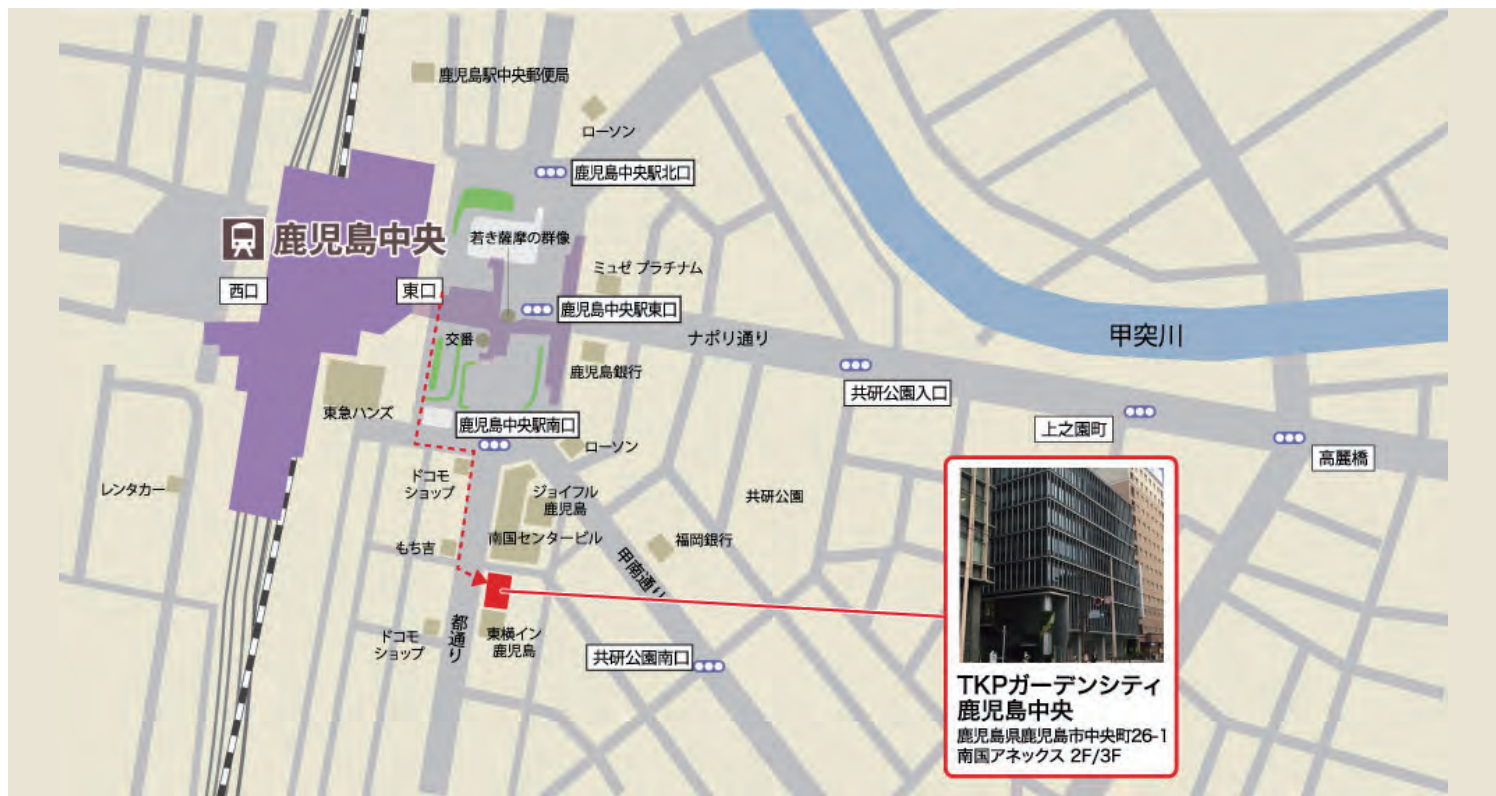 鹿児島駅中央郵便局
ローソン
鹿児島中央駅北口
鹿児島中央
若き薩摩の群像
ミュゼ プラチナム
西口
東口
鹿児島中央駅東口
交番
ナポリ通り
甲突川
鹿児島銀行
共研公園入口
東急ハンズ
鹿児島中央駅南口
上之園町
高麗橋
ローソン
ドコモ
ショップ
レンタカー
ジョイフル
鹿児島
共研公園
南国センタービル
もち吉
福岡銀行
甲南通り
都通り
ドコモ
ショップ
東横イン
鹿児島
共研公園南口
TKPガーデンシティ
鹿児島中央
鹿児島県鹿児島市中央町26-1
南国アネックス 2F/3F